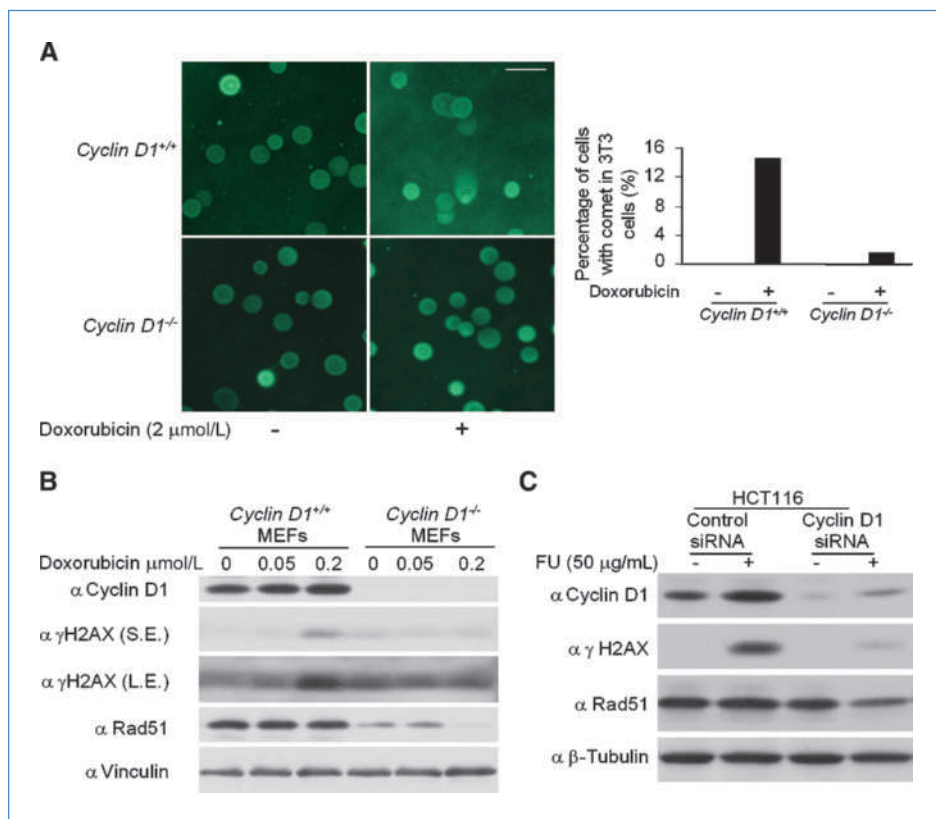 A
Cyclin D1+/+
Cyclin D1-/-
Doxorubicin (2 μmol/L) - +
Percentage of cells
with comet in 3T3
cells (%)
16
12
8
4
0
Doxorubicin - + - +
Cyclin D1+/+ Cyclin D1-/-
B
Cyclin D1+/+ Cyclin D1-/-
MEFs MEFs
Doxorubicin μmol/L 0 0.05 0.2 0 0.05 0.2
α Cyclin D1
α γH2AX (S.E.)
α γH2AX (L.E.)
α Rad51
α Vinculin
C
HCT116
Control Cyclin D1
siRNA siRNA
FU (50 μg/mL) - + - +
α Cyclin D1
α γ H2AX
α Rad51
α β-Tubulin